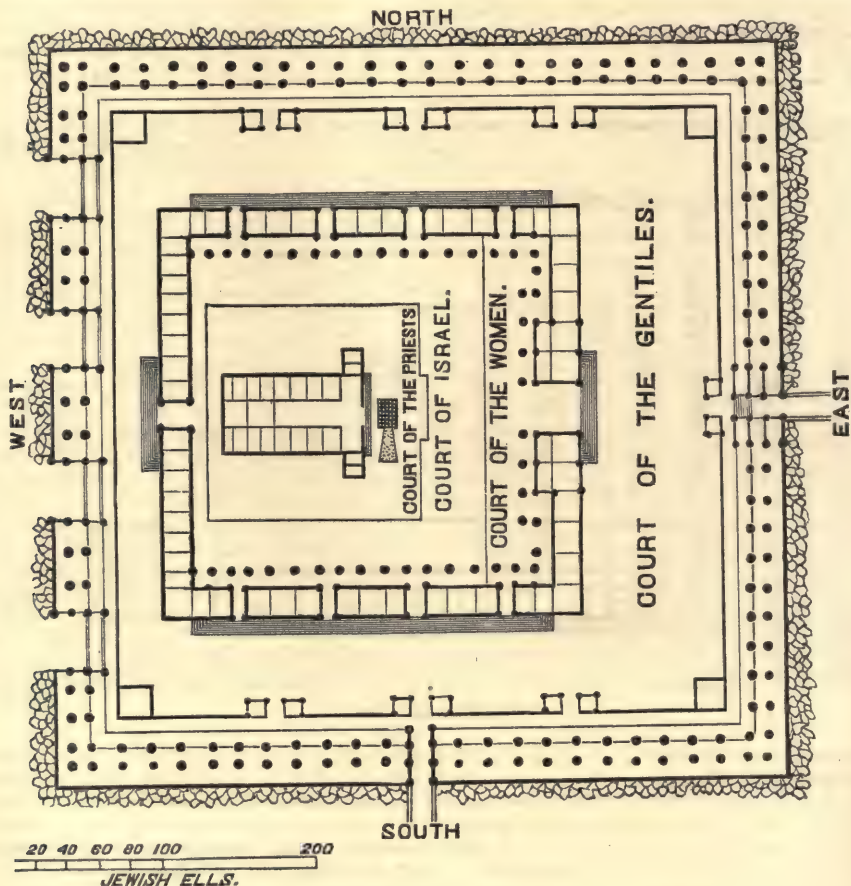 NORTH
WEST
COURT OF THE PRIESTS
COURT OF ISRAEL.
COURT OF THE WOMEN.
COURT OF THE GENTILES.
EAST
SOUTH
20 40 60 80 100 200
JEWISH ELLS.